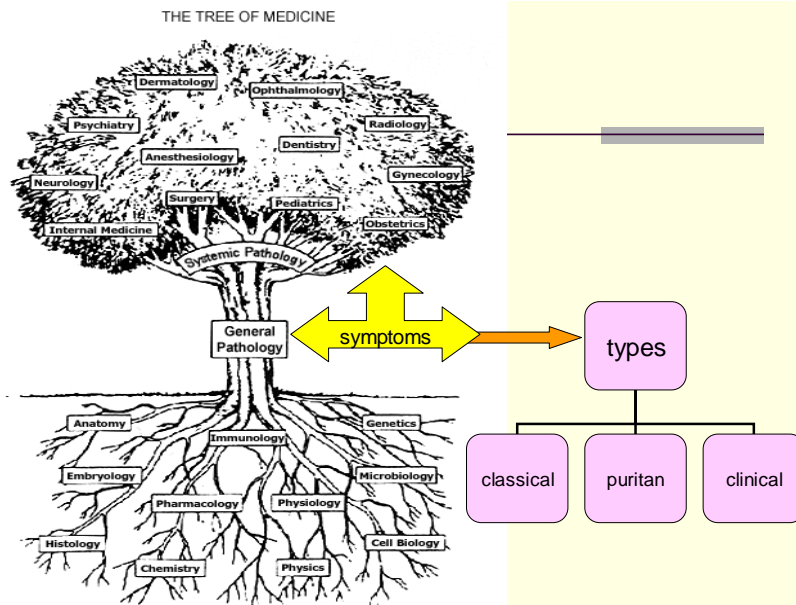 THE TREE OF MEDICINE
Dermatology
Ophthalmology
Psychiatry
Radiology
Dentistry
Anesthesiology
Gynecology
Neurology
Surgery
Pediatrics
Internal Medicine
Obstetrics
Systemic Pathology
General
Pathology
symptoms
types
Anatomy
Genetics
Immunology
Embryology
Microbiology
Pharmacology
Physiology
Histology
Cell Biology
Chemistry
Physics
classical
puritan
clinical